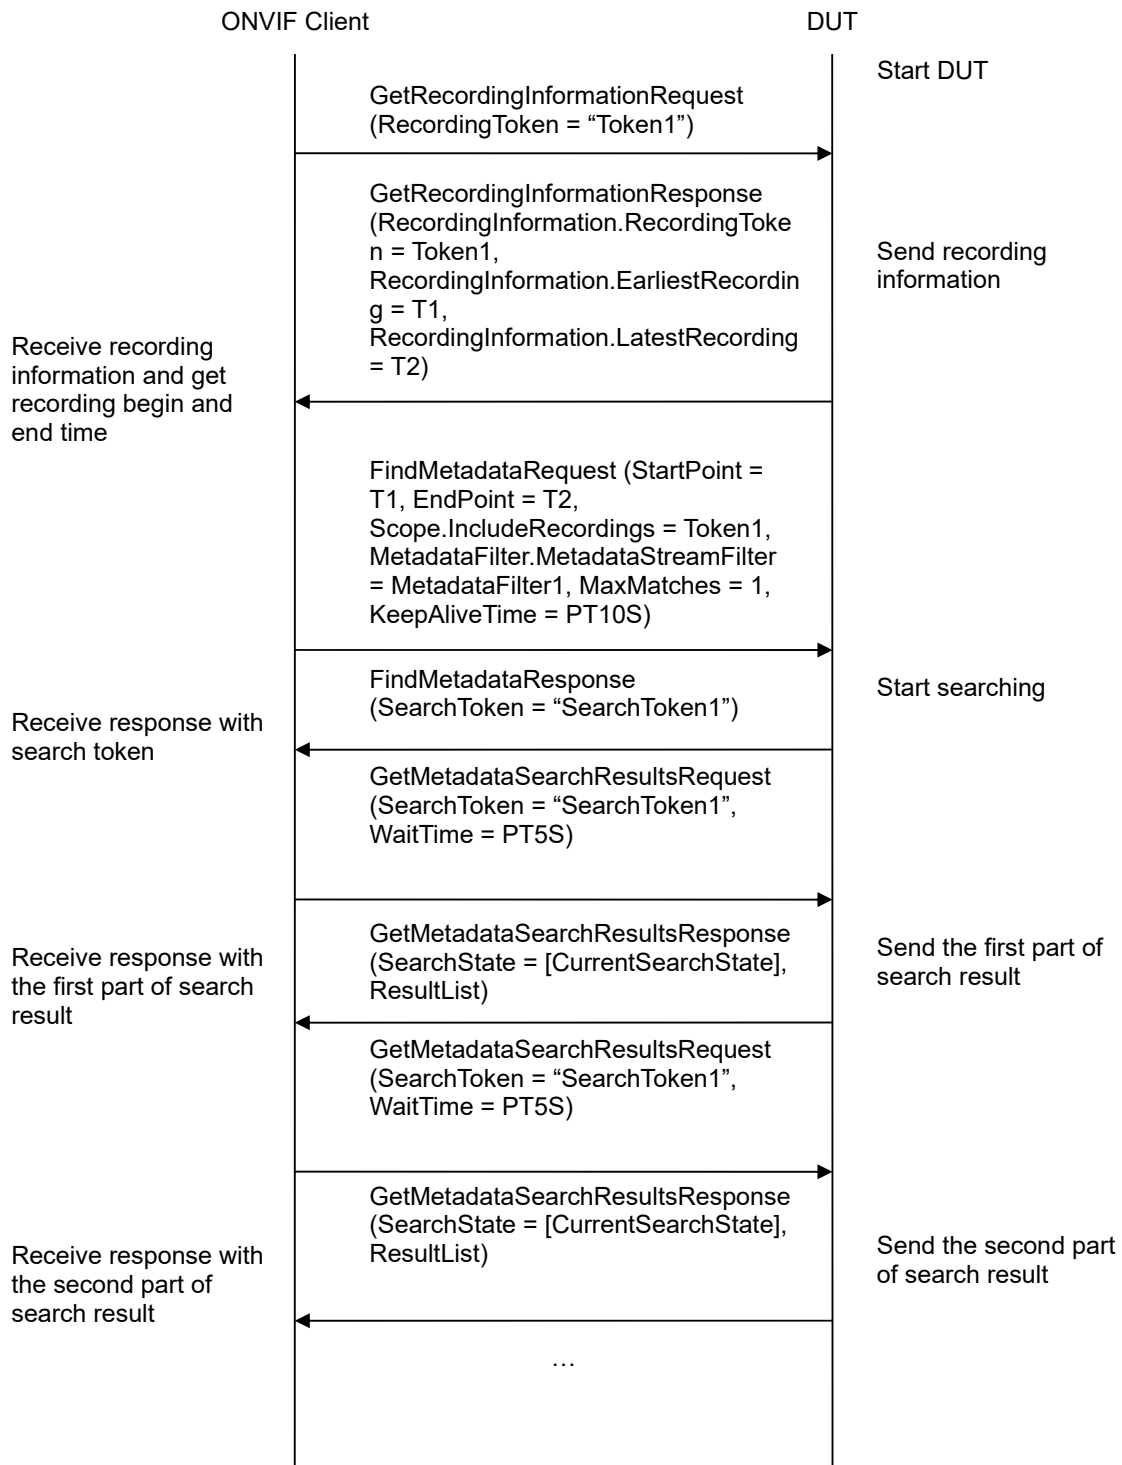 ONVIF Client
DUT
Start DUT
GetRecordingInformationRequest
(RecordingToken = “Token1”)
GetRecordingInformationResponse
(RecordingInformation.RecordingToke
n = Token1,
RecordingInformation.EarliestRecordin
g = T1,
RecordingInformation.LatestRecording
= T2)
Send recording
information
Receive recording
information and get
recording begin and
end time
FindMetadataRequest (StartPoint =
T1, EndPoint = T2,
Scope.IncludeRecordings = Token1,
MetadataFilter.MetadataStreamFilter
= MetadataFilter1, MaxMatches = 1,
KeepAliveTime = PT10S)
FindMetadataResponse
(SearchToken = “SearchToken1”)
Start searching
Receive response with
search token
GetMetadataSearchResultsRequest
(SearchToken = “SearchToken1”,
WaitTime = PT5S)
GetMetadataSearchResultsResponse
(SearchState = [CurrentSearchState],
ResultList)
Send the first part of
search result
Receive response with
the first part of search
result
GetMetadataSearchResultsRequest
(SearchToken = “SearchToken1”,
WaitTime = PT5S)
GetMetadataSearchResultsResponse
(SearchState = [CurrentSearchState],
ResultList)
Send the second part
of search result
Receive response with
the second part of
search result
…